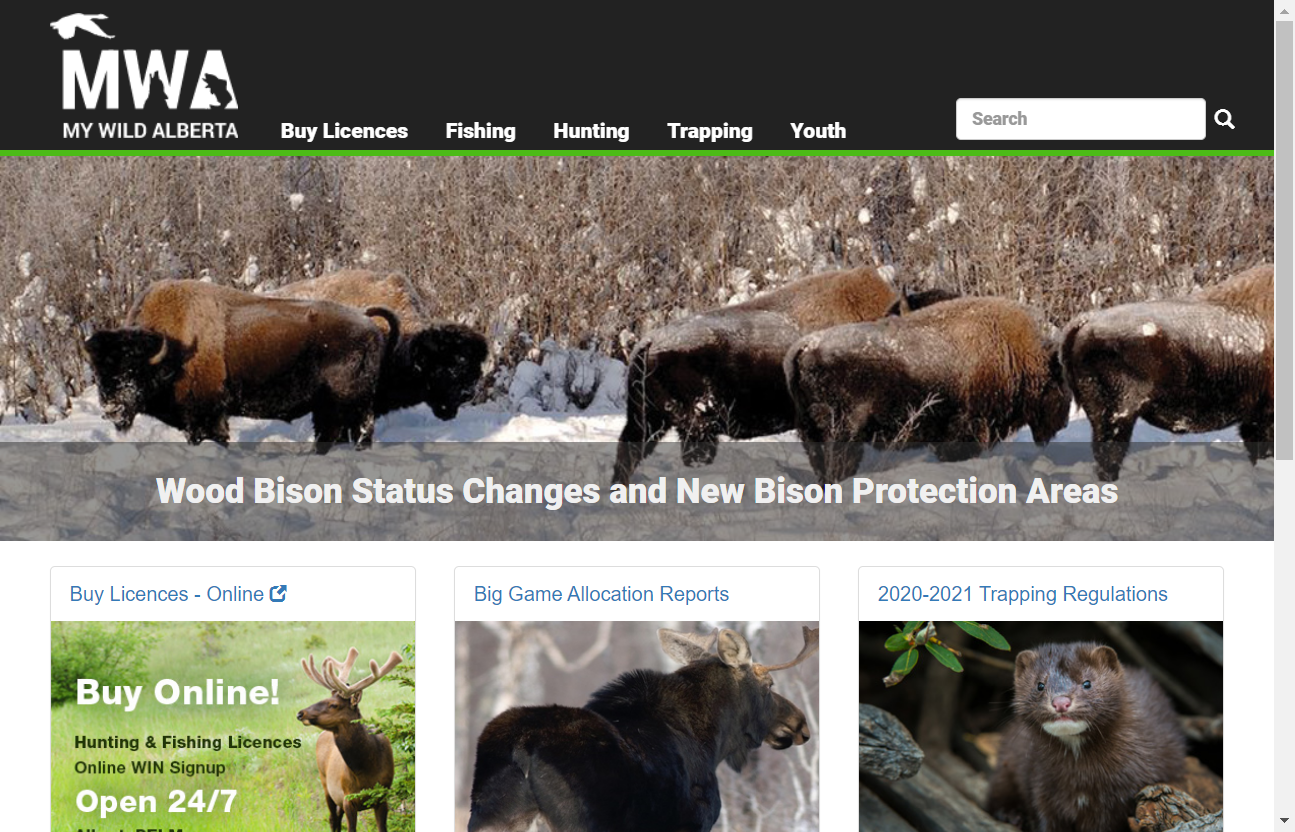 MWA
MY WILD ALBERTA
Buy Licences
Fishing
Hunting
Trapping
Youth
Search
Wood Bison Status Changes and New Bison Protection Areas
Buy Licences - Online
Big Game Allocation Reports
2020-2021 Trapping Regulations
Buy Online!
Hunting & Fishing Licences
Online WIN Signup
Open 24/7